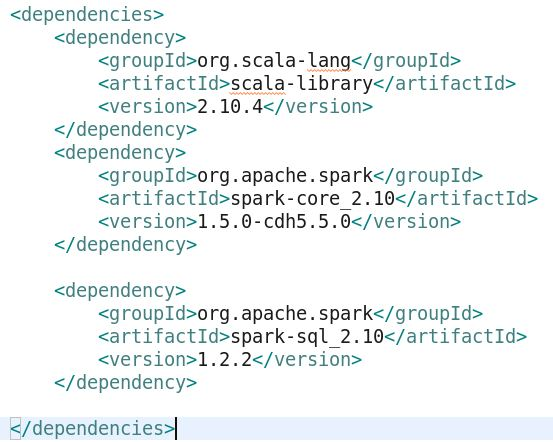 <dependencies>
    <dependency>
        <groupId>org.scala-lang</groupId>
        <artifactId>scala-library</artifactId>
        <version>2.10.4</version>
    </dependency>
    <dependency>
        <groupId>org.apache.spark</groupId>
        <artifactId>spark-core_2.10</artifactId>
        <version>1.5.0-cdh5.5.0</version>
    </dependency>

    <dependency>
        <groupId>org.apache.spark</groupId>
        <artifactId>spark-sql_2.10</artifactId>
        <version>1.2.2</version>
    </dependency>

</dependencies>